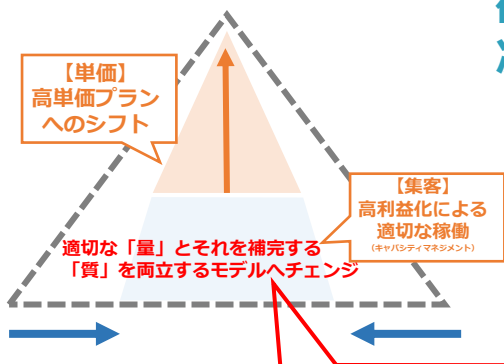 【単価】
高単価プラン
へのシフト
【集客】
高利益化による
適切な稼働
(キャパシティマネジメント)
適切な「量」とそれを補完する
「質」を両立するモデルへチェンジ